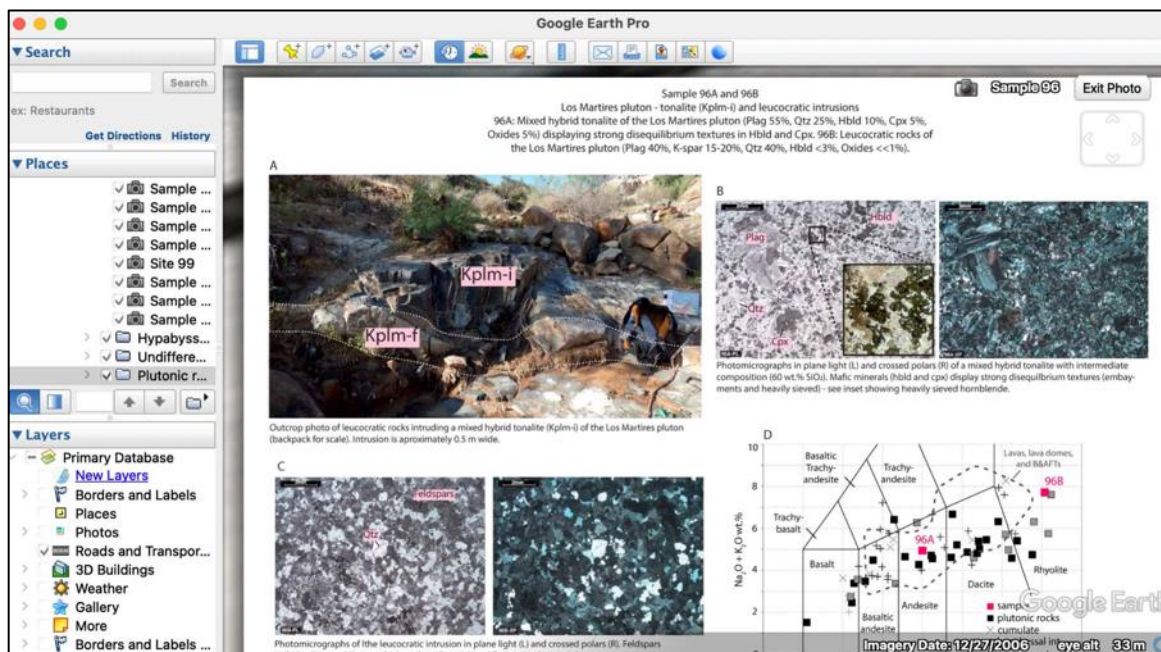 Google Earth Pro
Search
Search
ex: Restaurants
Get Directions History
Places
Sample ...
Sample ...
Sample ...
Sample ...
Site 99
Sample ...
Sample ...
Sample ...
Hypabyss...
Undiffere...
Plutonic r...
Layers
Primary Database
New Layers
Borders and Labels
Places
Photos
Roads and Transpor...
3D Buildings
Weather
Gallery
More
Borders and Labels
Sample 96
Exit Photo
Sample 96A and 96B
Los Martires pluton - tonalite (Kplm-i) and leucocratic intrusions
96A: Mixed hybrid tonalite of the Los Martires pluton (Plag 55%, Qtz 25%, Hbld 10%, Cpx 5%,
Oxides 5%) displaying strong disequilibrium textures in Hbld and Cpx. 96B: Leucocratic rocks of
the Los Martires pluton (Plag 40%, K-spar 15-20%, Qtz 40%, Hbld <3%, Oxides <<1%).
A
Kplm-i
Kplm-f
Outcrop photo of leucocratic rocks intruding a mixed hybrid tonalite (Kplm-i) of the Los Martires pluton
(backpack for scale). Intrusion is aproximately 0.5 m wide.
B
Hbld
Plag
Qtz
Cpx
Photomicrographs in plane light (L) and crossed polars (R) of a mixed hybrid tonalite with intermediate
composition (60 wt.% SiO₂). Mafic minerals (hbld and cpx) display strong disequilbrium textures (embay-
ments and heavily sieved) - see inset showing heavily sieved hornblende.
C
Feldspars
Qtz
Photomicrographs of lthe leucocratic intrusion in plane light (L) and crossed polars (R). Feldspars
D
10
8
6
4
2
Na₂O + K₂O wt.%
Basaltic
Trachy-
andesite
Trachy-
andesite
Lavas, lava domes,
and B&AFTs
96B
Trachy-
basalt
96A
Basalt
Basaltic
andesite
Andesite
Dacite
Rhyolite
sample
plutonic rocks
cumulate
Google Earth
Imagery Date: 12/27/2006 eye alt 33 m